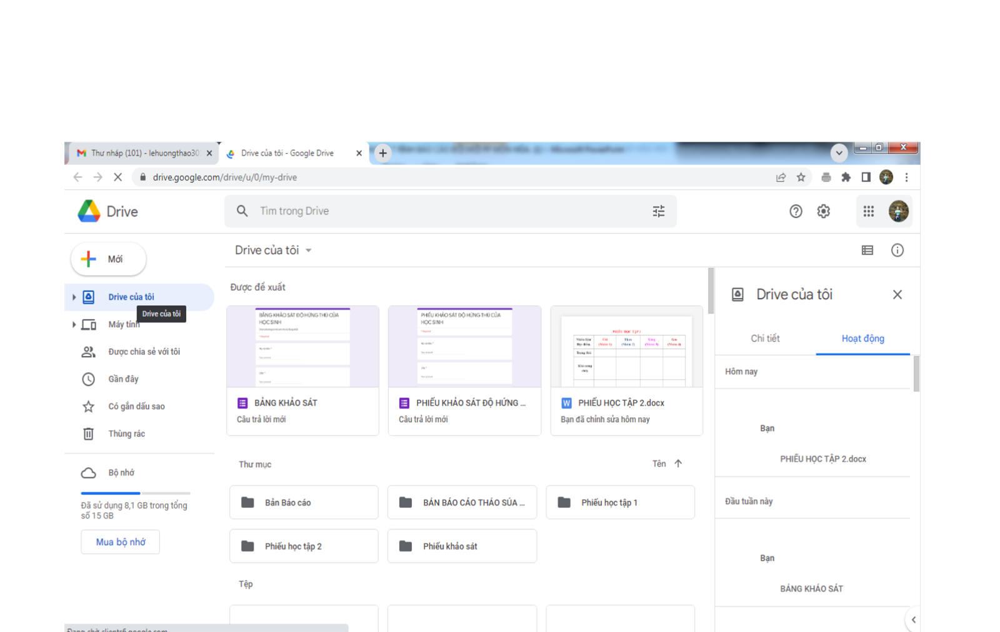 Thư nháp (101) - lehuongthao30
Drive của tôi - Google Drive
drive.google.com/drive/u/0/my-drive
Drive
Tìm trong Drive
Mới
Drive của tôi
Drive của tôi
Drive của tôi
Máy tính
Được chia sẻ với tôi
Gần đây
Có gắn dấu sao
Thùng rác
Bộ nhớ
Đã sử dụng 8,1 GB trong tổng
số 15 GB
Mua bộ nhớ
Được đề xuất
BẢNG KHẢO SÁT ĐỘ HỨNG THÚ CỦA
HỌC SINH
PHIẾU KHẢO SÁT ĐỘ HỨNG THÚ CỦA
HỌC SINH
PHIẾU HỌC TẬP 2
BẢNG KHẢO SÁT
Câu trả lời mới
PHIẾU KHẢO SÁT ĐỘ HỨNG ...
Câu trả lời mới
PHIẾU HỌC TẬP 2.docx
Bạn đã chỉnh sửa hôm nay
Thư mục
Tên
Bản Báo cáo
BẢN BÁO CÁO THẢO SỬA ...
Phiếu học tập 1
Phiếu học tập 2
Phiếu khảo sát
Tệp
Drive của tôi
Chi tiết
Hoạt động
Hôm nay
Bạn
PHIẾU HỌC TẬP 2.docx
Đầu tuần này
Bạn
BẢNG KHẢO SÁT